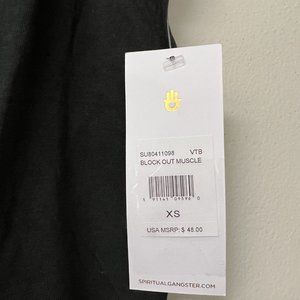 SU80411098 VTB
BLOCK OUT MUSCLE
XS
USA MSRP: $ 48.00
SPIRITUALGANGSTER.COM